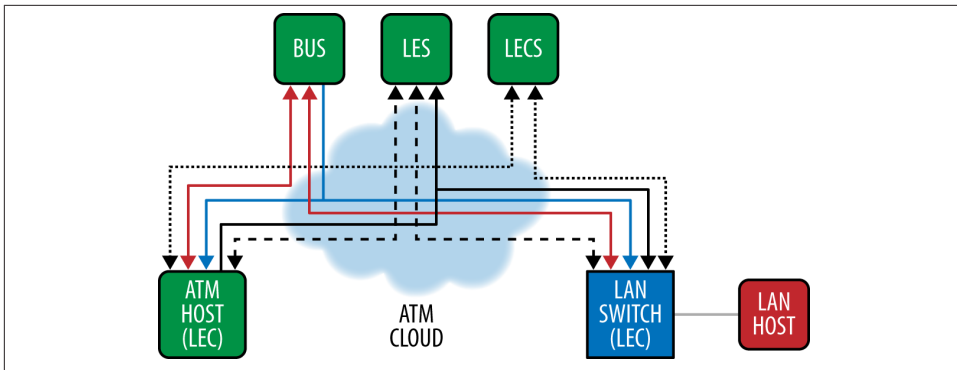 BUS
LES
LECS
ATM
HOST
(LEC)
ATM
CLOUD
LAN
SWITCH
(LEC)
LAN
HOST